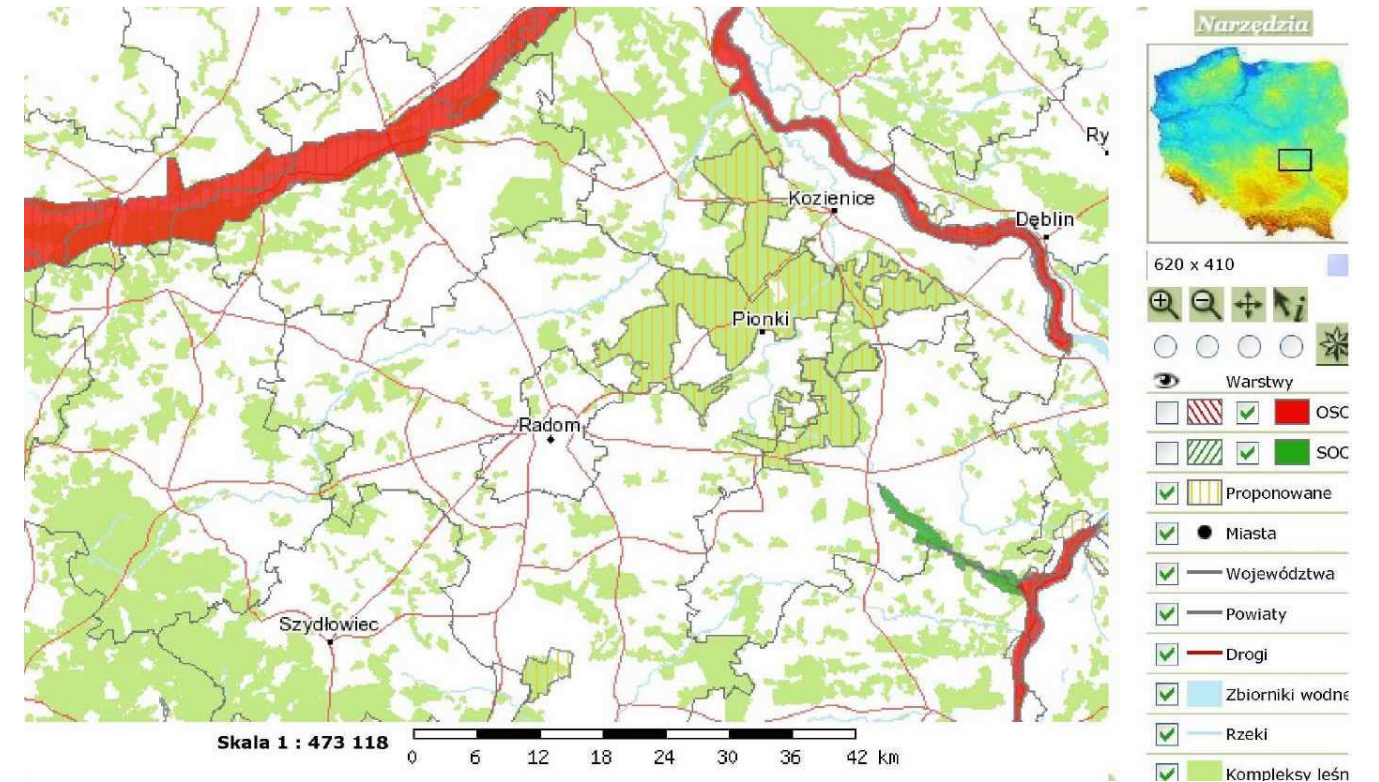 Narzędzia
Ry
Kozienice
Dęblin
620 x 410
Pionki
Warstwy
Radom
OSO
SOO
Proponowane
Miasta
Województwa
Szydłowiec
Powiaty
Drogi
Zbiorniki wodne
Rzeki
Skala 1 : 473 118
0 6 12 18 24 30 36 42 km
Kompleksy leśn